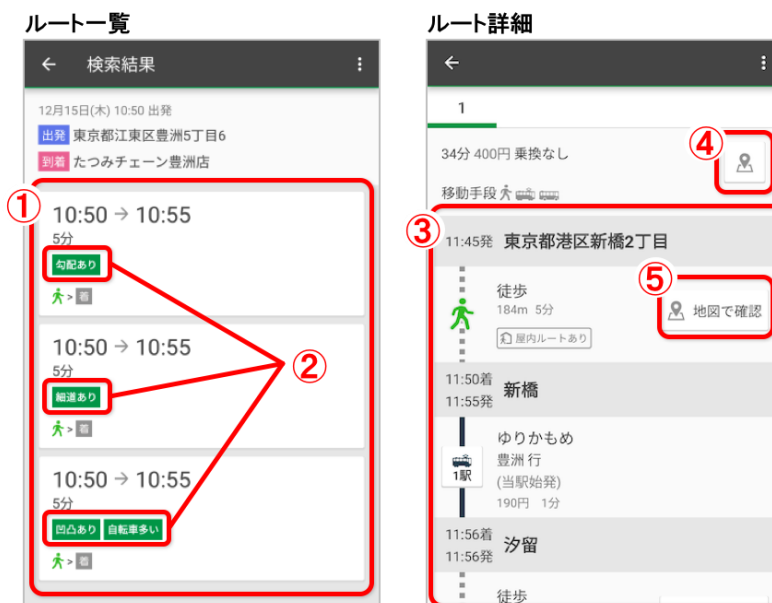 ルート一覧
← 検索結果
12月15日(木) 10:50 出発
出発 東京都江東区豊洲5丁目6
到着 たつみチェーン豊洲店
①
10:50 → 10:55
5分
勾配あり
> 着
10:50 → 10:55
5分
②
細道あり
> 着
10:50 → 10:55
5分
凹凸あり 自転車多い
> 着
ルート詳細
←
1
④
34分 400円 乗換なし
移動手段
③
11:45発 東京都港区新橋2丁目
⑤
徒歩
184m 5分
地図で確認
屋内ルートあり
11:50着
新橋
11:55発
ゆりかもめ
豊洲 行
1駅
(当駅始発)
190円 1分
11:56着
汐留
11:56発
徒歩